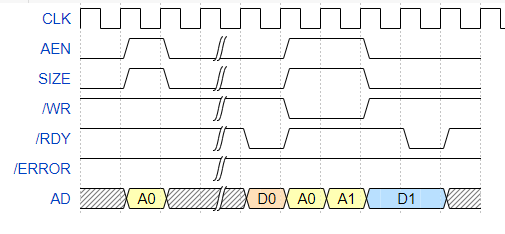 CLK
AEN
SIZE
/WR
/RDY
/ERROR
AD A0 D0 A0 A1 D1